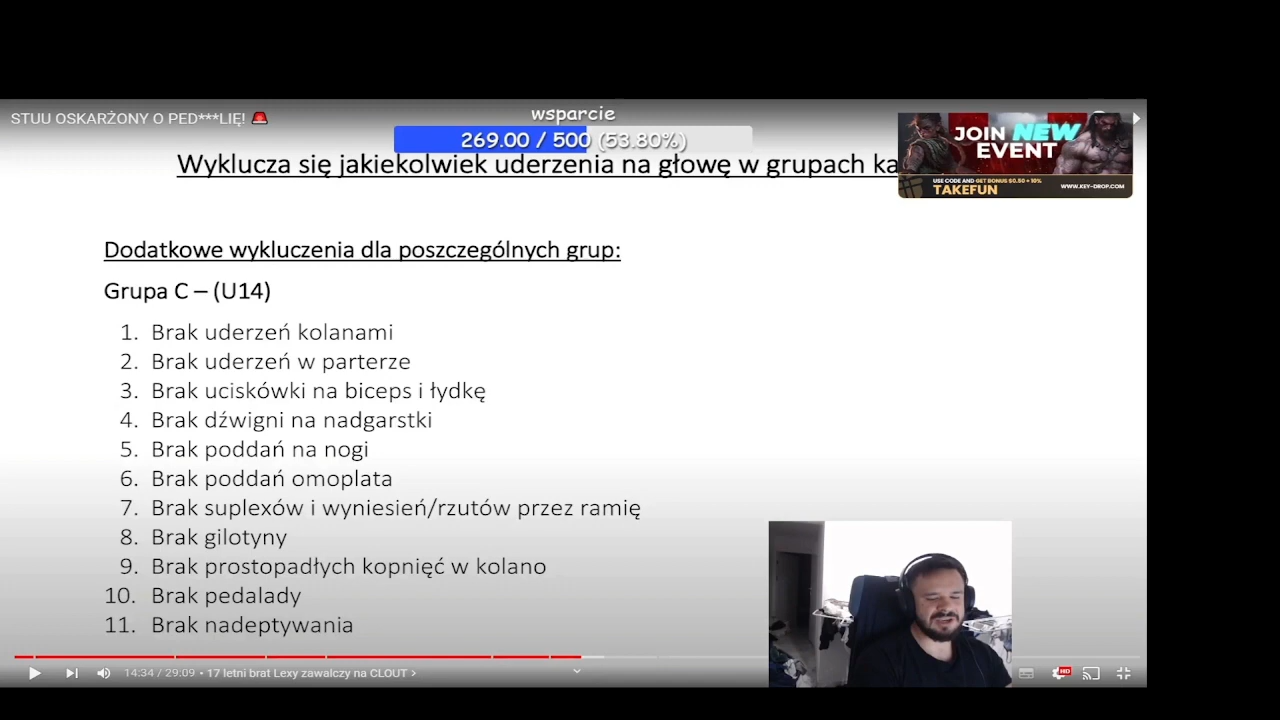 STUU OSKARŻONY O PED***LIĘ!
wsparcie
269.00 / 500 (53.80%)
Wyklucza się jakiekolwiek uderzenia na głowę w grupach ka
JOIN NEW
EVENT
USE CODE AND GET BONUS $0.50 + 10%
TAKEFUN
WWW.KEY-DROP.COM
Dodatkowe wykluczenia dla poszczególnych grup:
Grupa C – (U14)
1. Brak uderzeń kolanami
2. Brak uderzeń w parterze
3. Brak uciskówki na biceps i łydkę
4. Brak dźwigni na nadgarstki
5. Brak poddań na nogi
6. Brak poddań omoplata
7. Brak suplexów i wyniesień/rzutów przez ramię
8. Brak gilotyny
9. Brak prostopadłych kopnięć w kolano
10. Brak pedalady
11. Brak nadeptywania
14:34 / 29:09 • 17 letni brat Lexy zawalczy na CLOUT >
HD